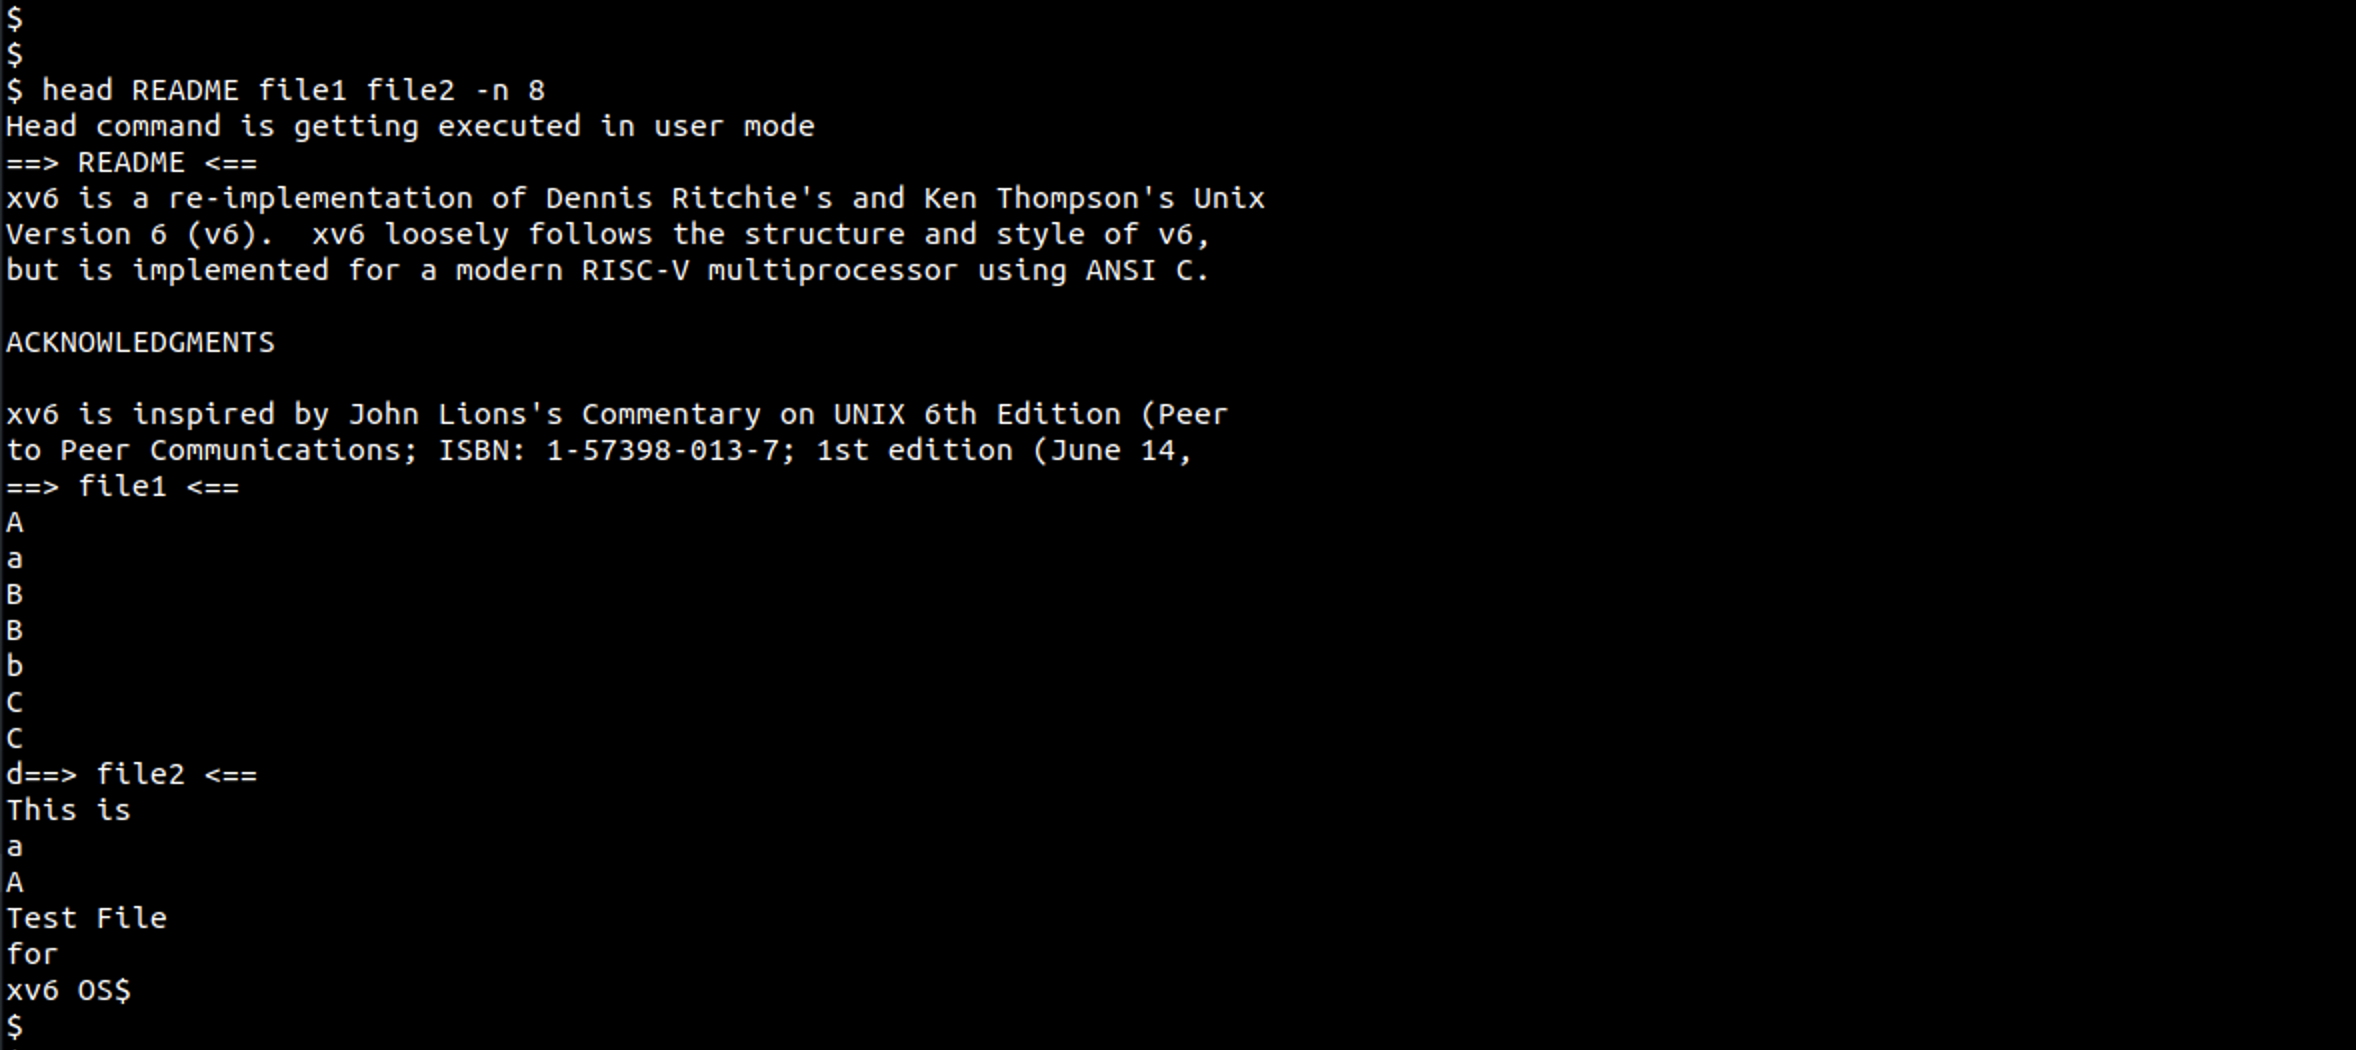 $
$
$ head README file1 file2 -n 8
Head command is getting executed in user mode
==> README <==
xv6 is a re-implementation of Dennis Ritchie's and Ken Thompson's Unix
Version 6 (v6).  xv6 loosely follows the structure and style of v6,
but is implemented for a modern RISC-V multiprocessor using ANSI C.

ACKNOWLEDGMENTS

xv6 is inspired by John Lions's Commentary on UNIX 6th Edition (Peer
to Peer Communications; ISBN: 1-57398-013-7; 1st edition (June 14,
==> file1 <==
A
a
B
B
b
C
C
d==> file2 <==
This is
a
A
Test File
for
xv6 OS$
$